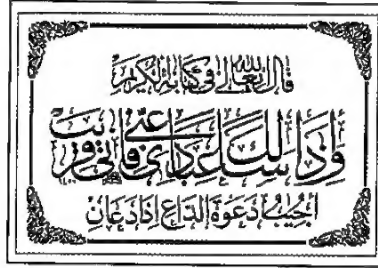 قال الله تعالى في كتابه الكريم
وإذا سألك عبادي عني فإني قريب
أجيب دعوة الداع إذا دعان